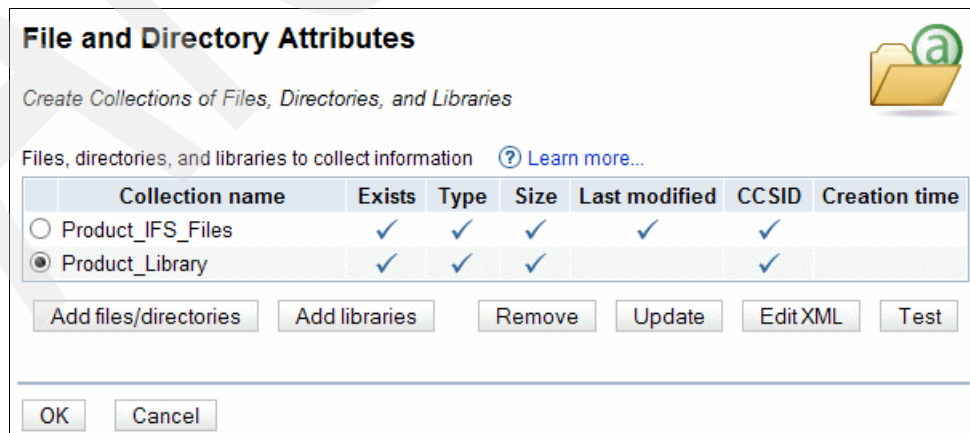 File and Directory Attributes
Create Collections of Files, Directories, and Libraries
Files, directories, and libraries to collect information ? Learn more...
Collection name Exists Type Size Last modified CCSID Creation time
Product_IFS_Files ✓ ✓ ✓ ✓ ✓
Product_Library ✓ ✓ ✓ ✓
Add files/directories Add libraries Remove Update Edit XML Test
OK Cancel